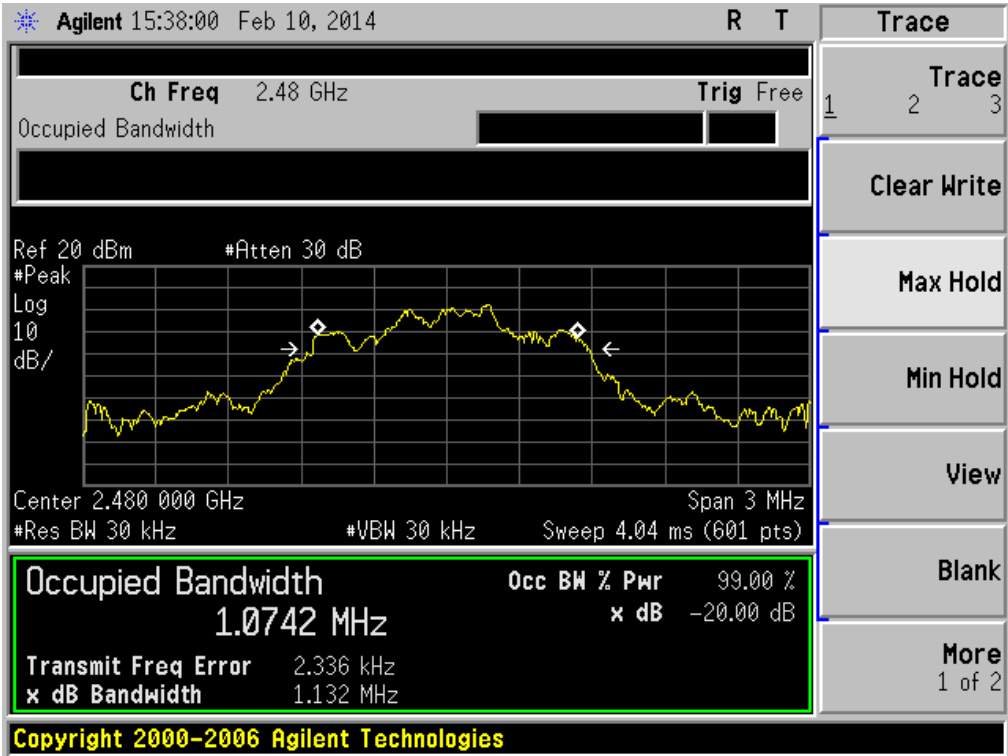 Agilent 15:38:00 Feb 10, 2014 R T
Trace
Ch Freq 2.48 GHz Trig Free
Occupied Bandwidth
Trace
1 2 3
Clear Write
Max Hold
Min Hold
View
Blank
More
1 of 2
Ref 20 dBm #Atten 30 dB
#Peak
Log
10
dB/
Center 2.480 000 GHz Span 3 MHz
#Res BW 30 kHz #VBW 30 kHz Sweep 4.04 ms (601 pts)
Occupied Bandwidth Occ BW % Pwr 99.00 %
1.0742 MHz x dB -20.00 dB
Transmit Freq Error 2.336 kHz
x dB Bandwidth 1.132 MHz
Copyright 2000-2006 Agilent Technologies